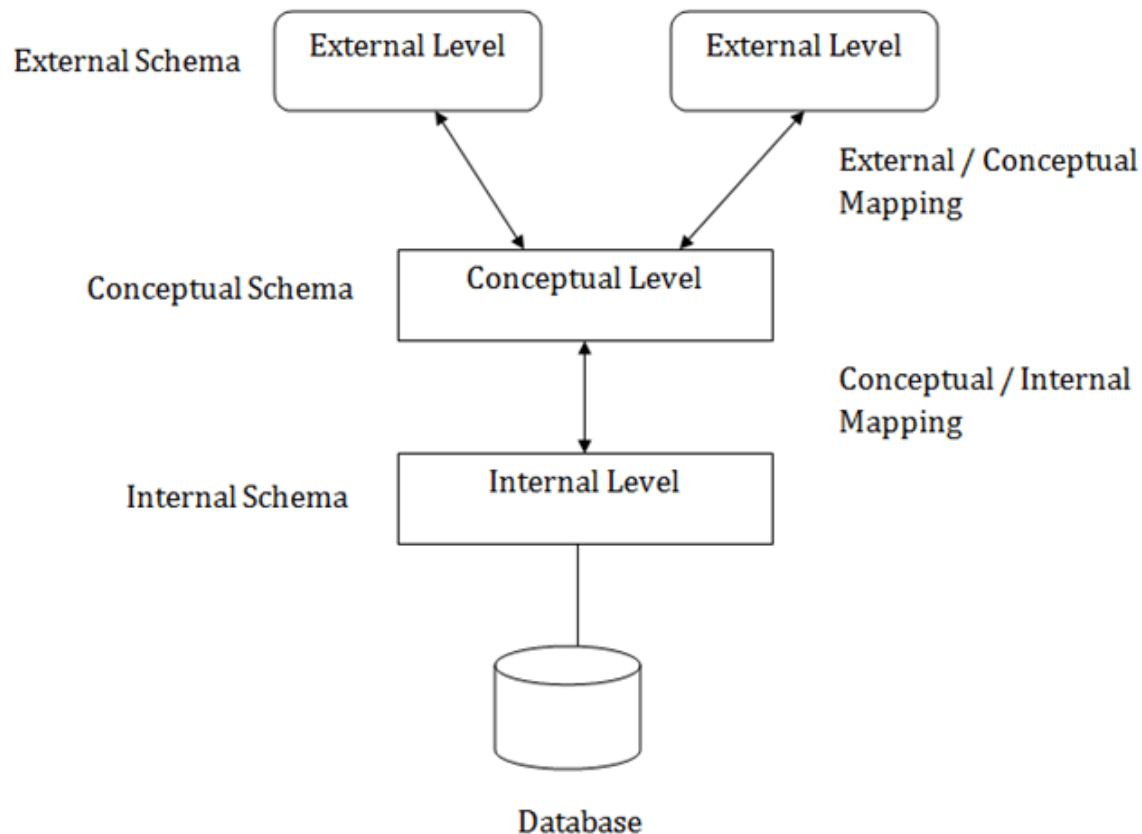 External Schema
External Level
External Level
External / Conceptual
Mapping
Conceptual Schema
Conceptual Level
Conceptual / Internal
Mapping
Internal Schema
Internal Level
Database